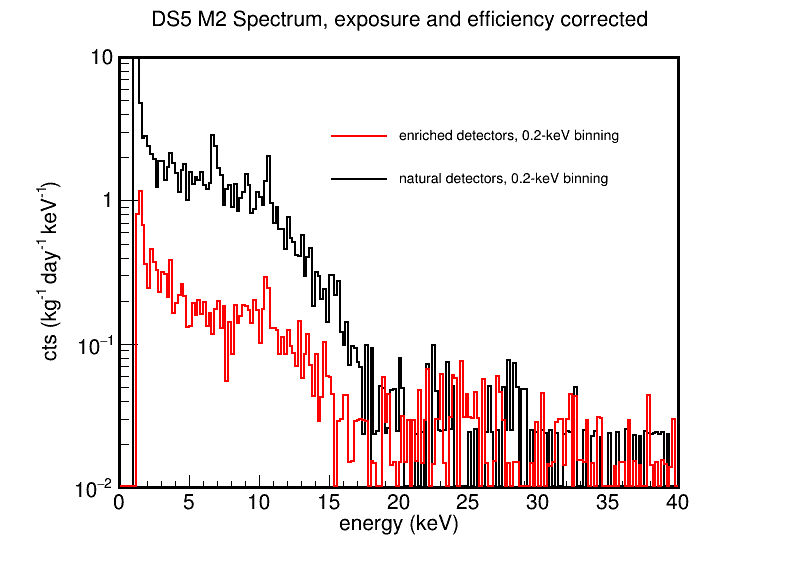 DS5 M2 Spectrum, exposure and efficiency corrected
10
enriched detectors, 0.2-keV binning
natural detectors, 0.2-keV binning
1
cts (kg⁻¹ day⁻¹ keV⁻¹)
10⁻¹
10⁻²
0 5 10 15 20 25 30 35 40
energy (keV)